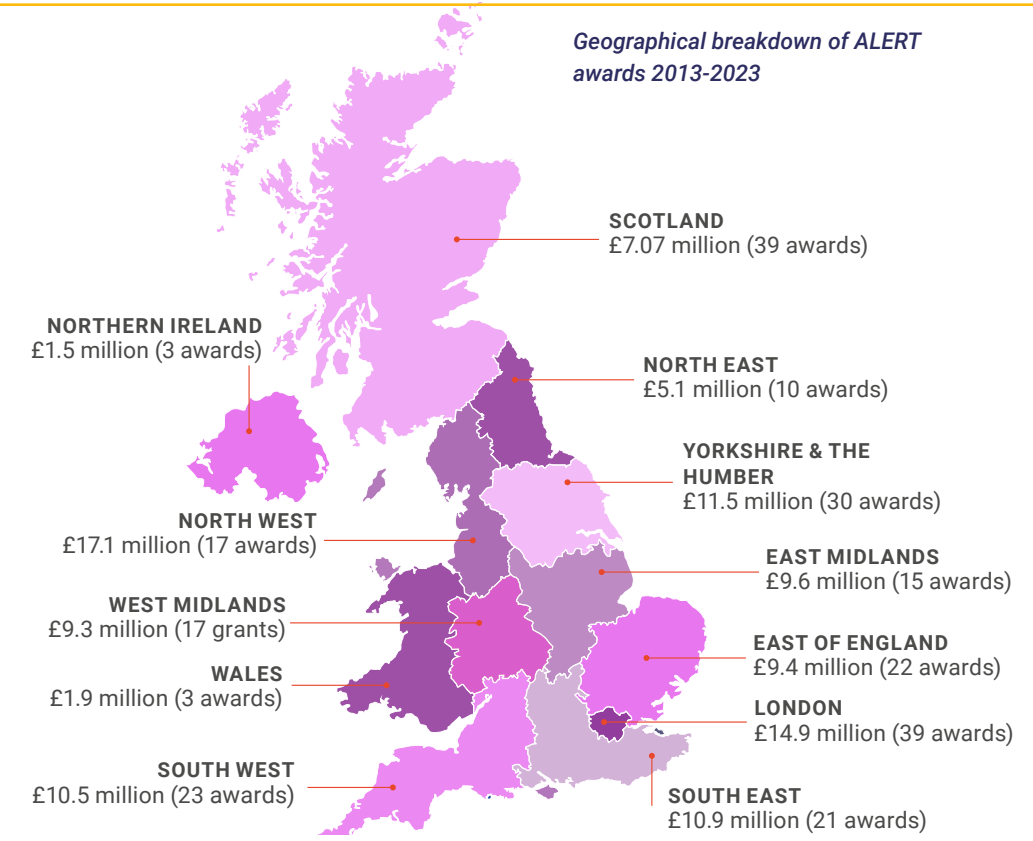 Geographical breakdown of ALERT
awards 2013-2023
SCOTLAND
£7.07 million (39 awards)
NORTHERN IRELAND
£1.5 million (3 awards)
NORTH EAST
£5.1 million (10 awards)
YORKSHIRE & THE
HUMBER
£11.5 million (30 awards)
NORTH WEST
£17.1 million (17 awards)
EAST MIDLANDS
£9.6 million (15 awards)
WEST MIDLANDS
£9.3 million (17 grants)
EAST OF ENGLAND
£9.4 million (22 awards)
WALES
£1.9 million (3 awards)
LONDON
£14.9 million (39 awards)
SOUTH WEST
£10.5 million (23 awards)
SOUTH EAST
£10.9 million (21 awards)